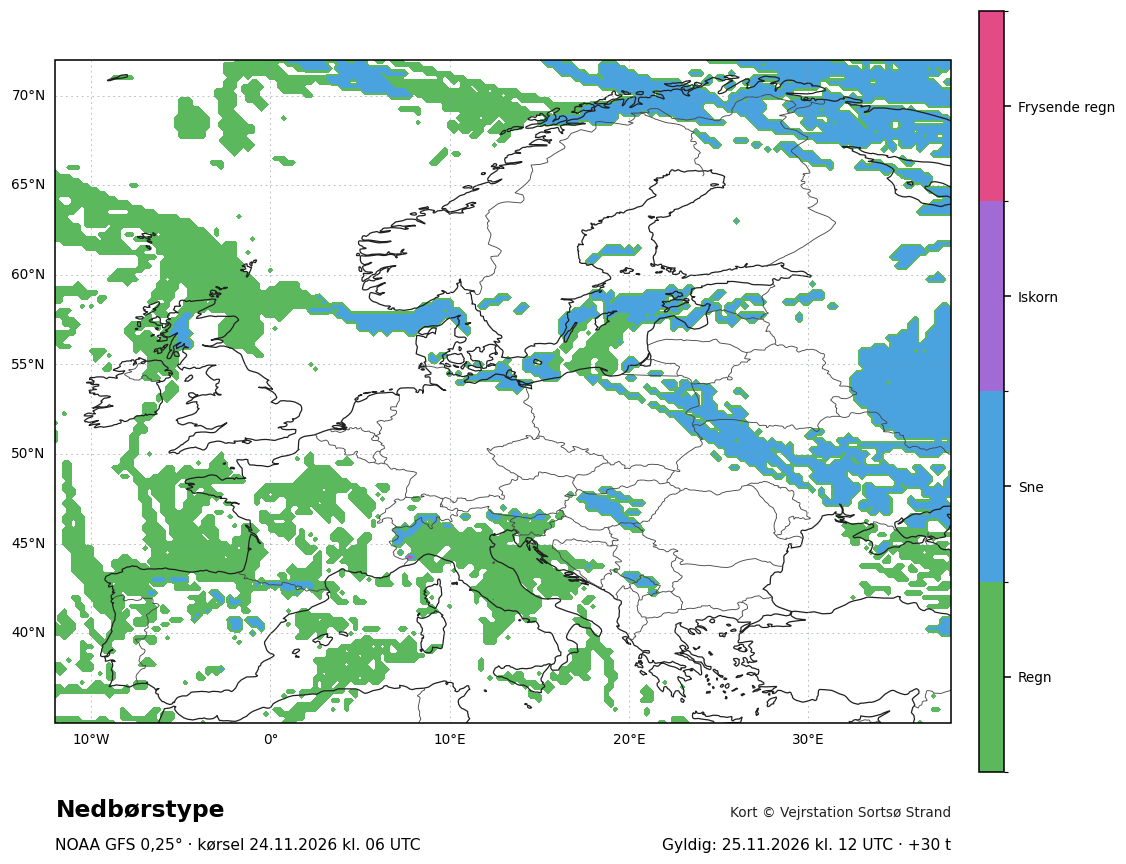 70°N
65°N
60°N
55°N
50°N
45°N
40°N
10°W
0°
10°E
20°E
30°E
Frysende regn
Iskorn
Sne
Regn
Nedbørstype
Kort © Vejrstation Sortsø Strand
NOAA GFS 0,25° · kørsel 24.11.2026 kl. 06 UTC
Gyldig: 25.11.2026 kl. 12 UTC · +30 t